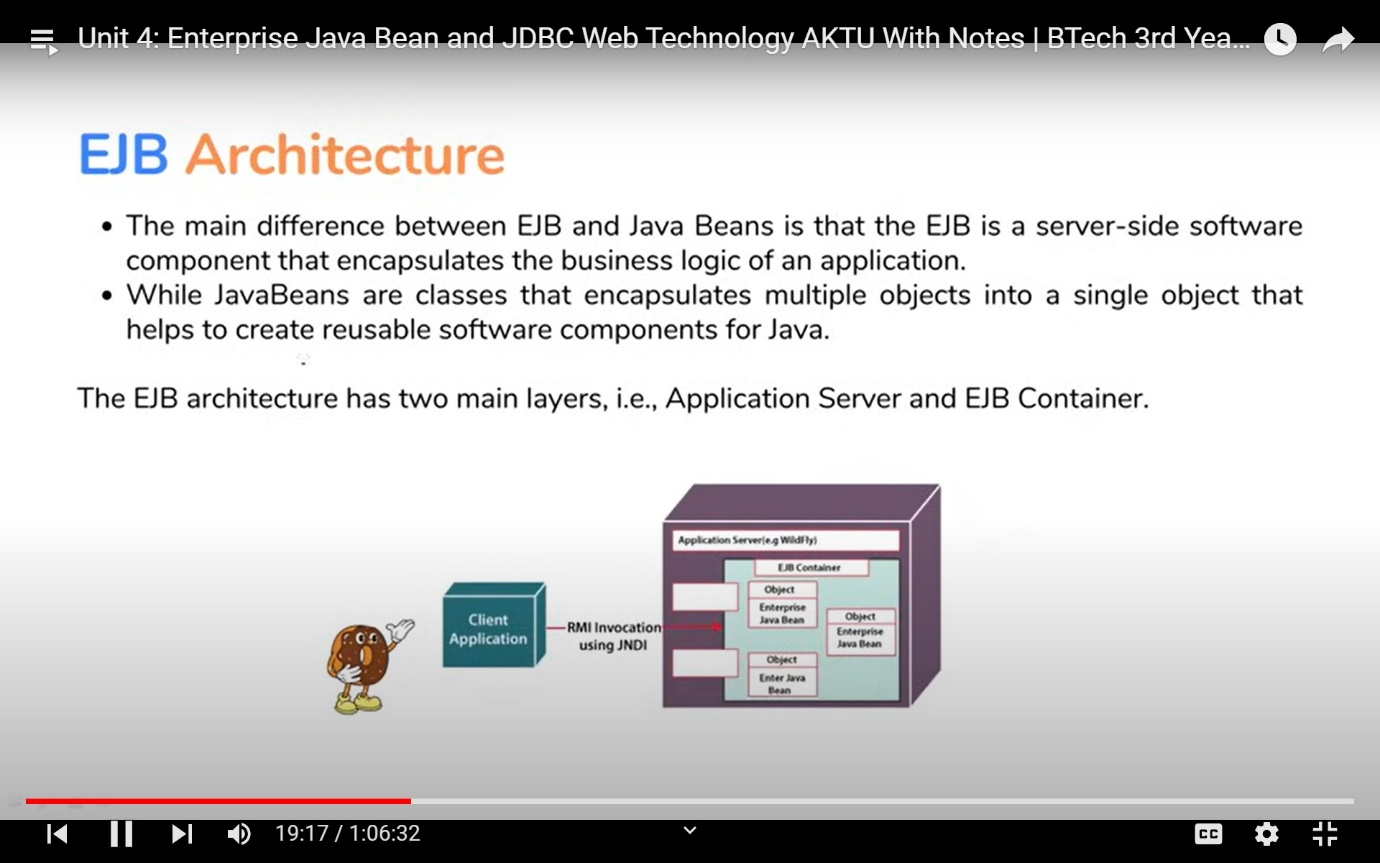 Unit 4: Enterprise Java Bean and JDBC Web Technology AKTU With Notes | BTech 3rd Yea...
EJB Architecture
• The main difference between EJB and Java Beans is that the EJB is a server-side software
component that encapsulates the business logic of an application.
• While JavaBeans are classes that encapsulates multiple objects into a single object that
helps to create reusable software components for Java.
The EJB architecture has two main layers, i.e., Application Server and EJB Container.
Client
Application
RMI Invocation
using JNDI
Application Server(e.g WildFly)
EJB Container
Object
Enterprise
Java Bean
Object
Enterprise
Java Bean
Object
Enter Java
Bean
19:17 / 1:06:32
CC